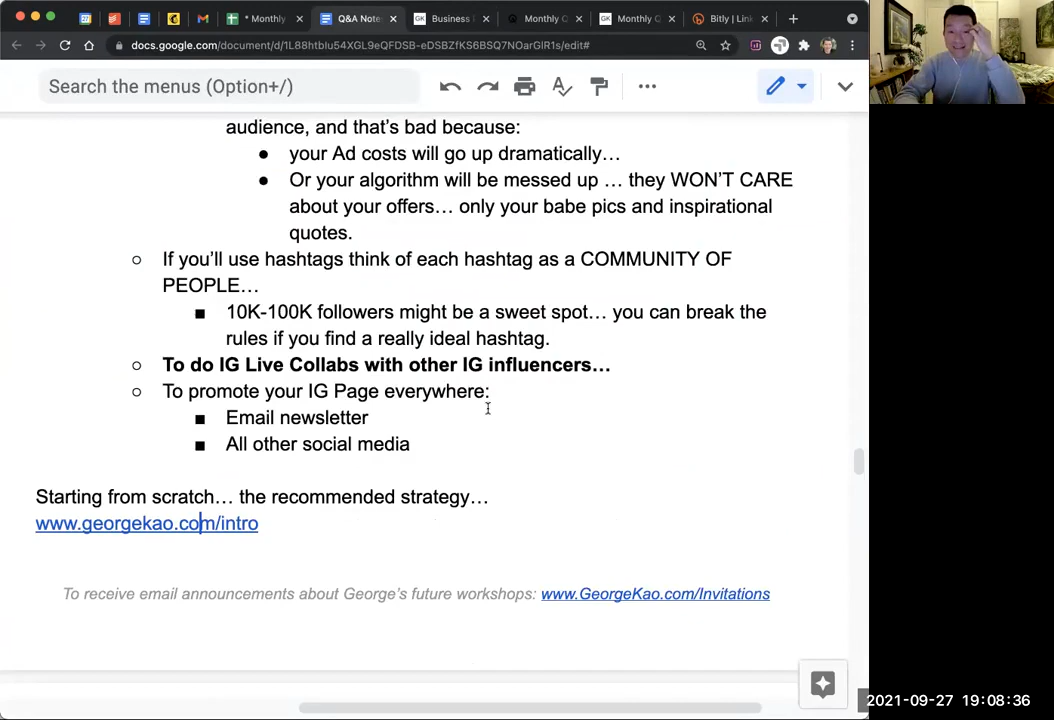 * Monthly
Q&A Note
Business
Monthly
Monthly
Bitly | Link
docs.google.com/document/d/1L88htblu54XGL9eQFDSB-eDSBZfKS6BSQ7NOarGIR1s/edit#
Search the menus (Option+/)
audience, and that's bad because:
● your Ad costs will go up dramatically…
● Or your algorithm will be messed up … they WON'T CARE
about your offers… only your babe pics and inspirational
quotes.
○ If you'll use hashtags think of each hashtag as a COMMUNITY OF
PEOPLE…
■ 10K-100K followers might be a sweet spot… you can break the
rules if you find a really ideal hashtag.
○ To do IG Live Collabs with other IG influencers…
○ To promote your IG Page everywhere:
■ Email newsletter
■ All other social media
Starting from scratch… the recommended strategy…
www.georgekao.com/intro
To receive email announcements about George's future workshops: www.GeorgeKao.com/Invitations
2021-09-27 19:08:36